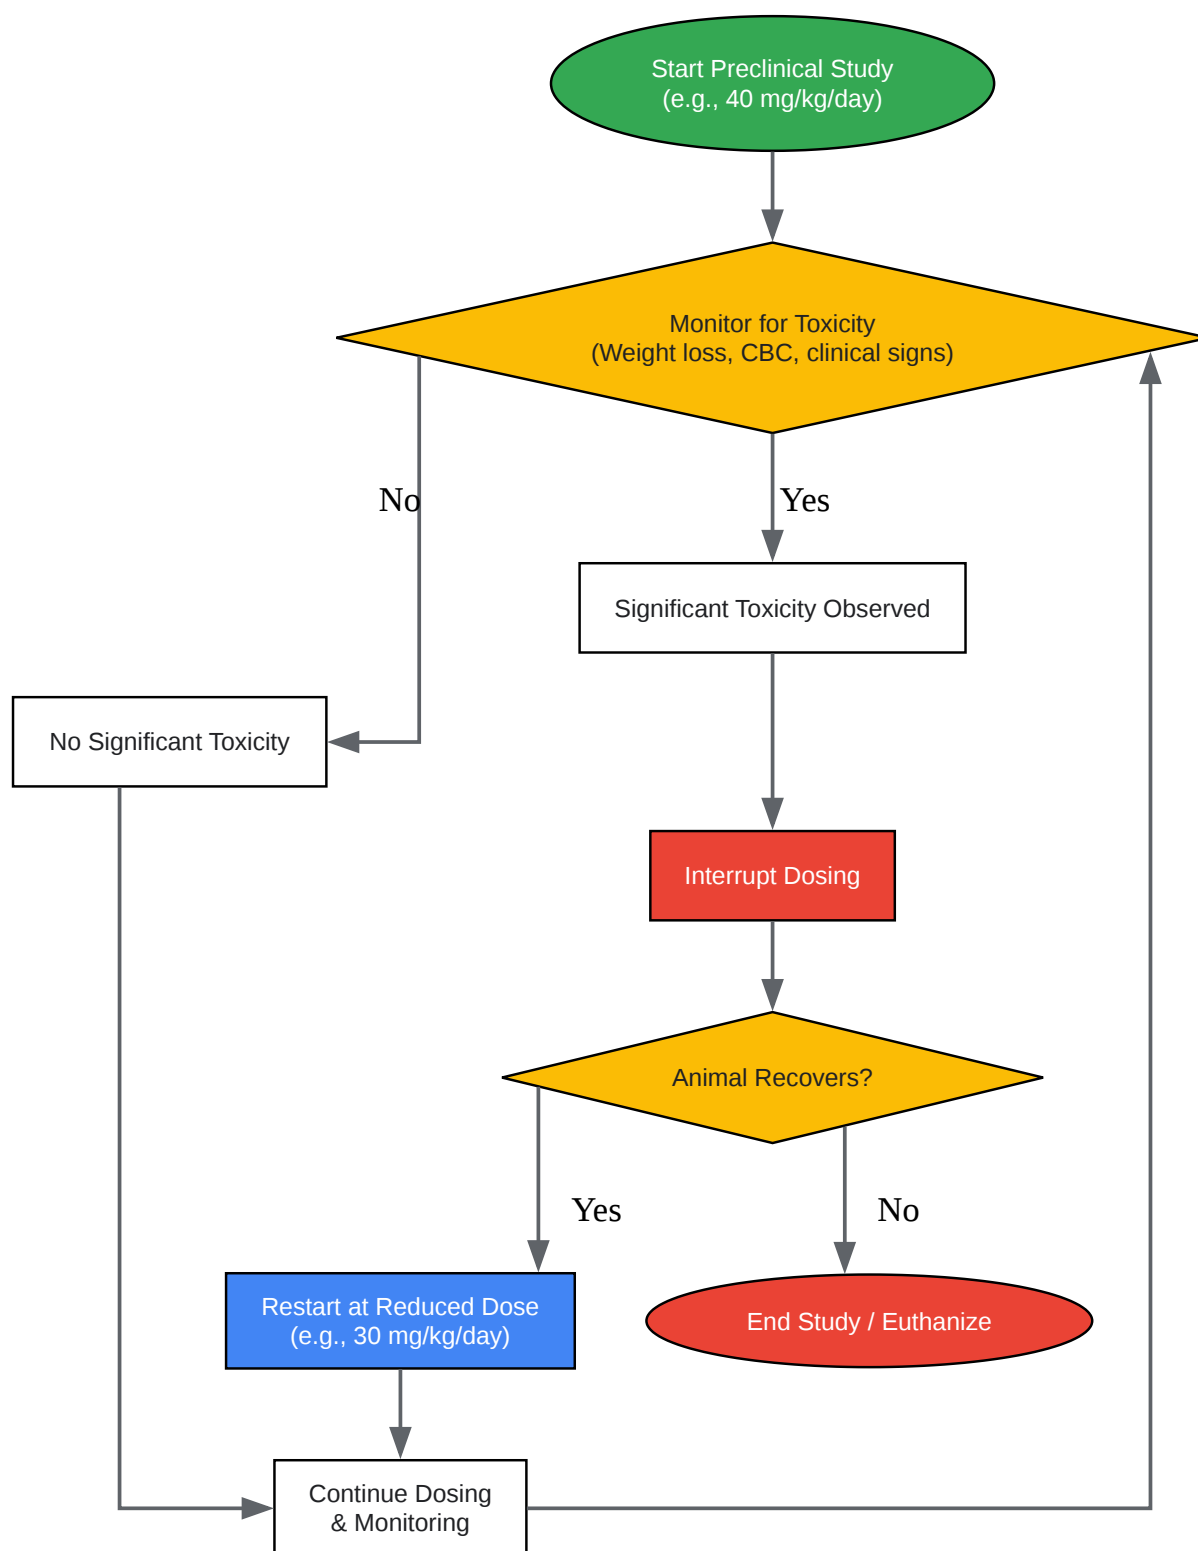 Start Preclinical Study
(e.g., 40 mg/kg/day)
Monitor for Toxicity
(Weight loss, CBC, clinical signs)
No
Yes
Significant Toxicity Observed
No Significant Toxicity
Interrupt Dosing
Animal Recovers?
Yes
No
Restart at Reduced Dose
(e.g., 30 mg/kg/day)
End Study / Euthanize
Continue Dosing
& Monitoring